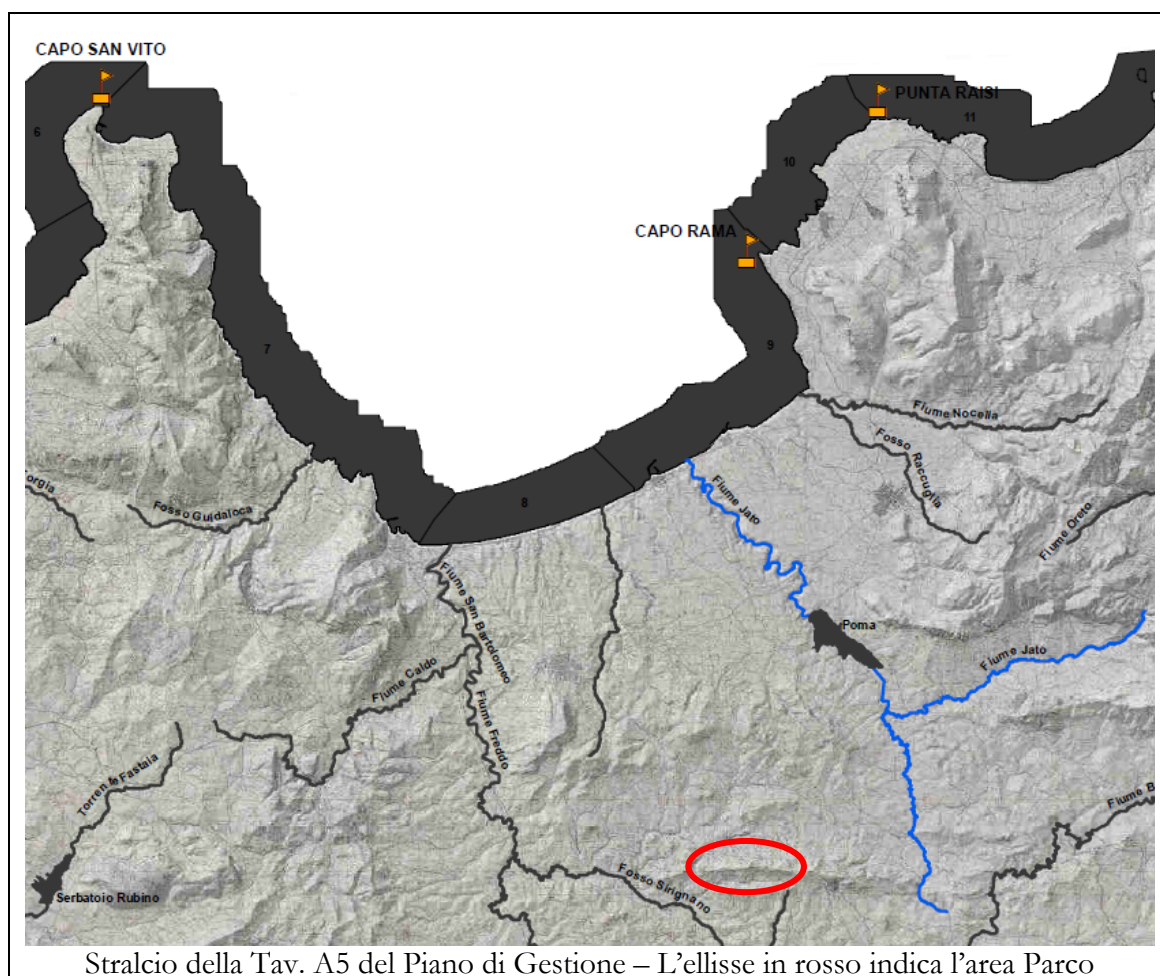 CAPO SAN VITO
PUNTA RAISI
6
11
10
CAPO RAMA
7
9
Fiume Nocella
Fosso Raccuglia
8
Fiume Jato
Fiume Oreto
orgia
Fosso Guidaloca
Fiume San Bartolomeo
Poma
Fiume Jato
Fiume Caldo
Fiume Freddo
Torrente Fastaia
Fiume B
Serbatoio Rubino
Fosso Sirignano
Stralcio della Tav. A5 del Piano di Gestione – L'ellisse in rosso indica l'area Parco